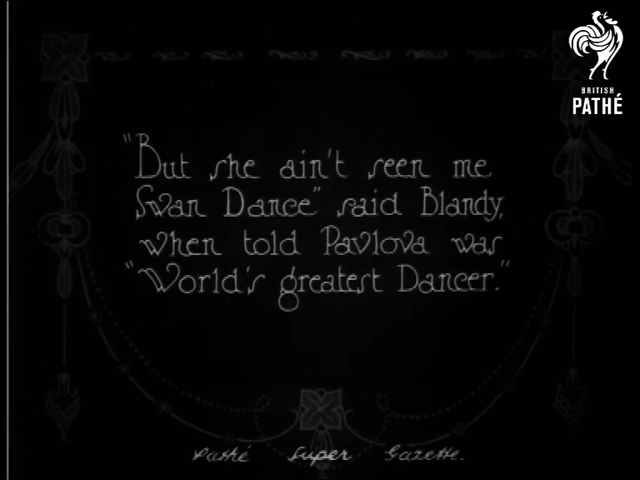 BRITISH
PATHÉ
"But she ain't seen me
Swan Dance" said Blandy,
when told Pavlova was
"World's greatest Dancer."
Pathé Super Gazette.